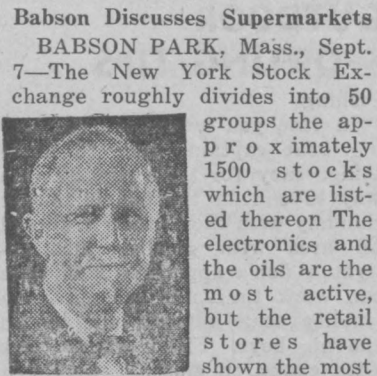 Babson Discusses Supermarkets
BABSON PARK, Mass., Sept.
7—The New York Stock Ex-
change roughly divides into 50
groups the ap-
p r o x imately
1500 s t o c k s
which are list-
ed thereon The
electronics and
the oils are the
m o s t active,
but the retail
s t o r e s have
shown the most